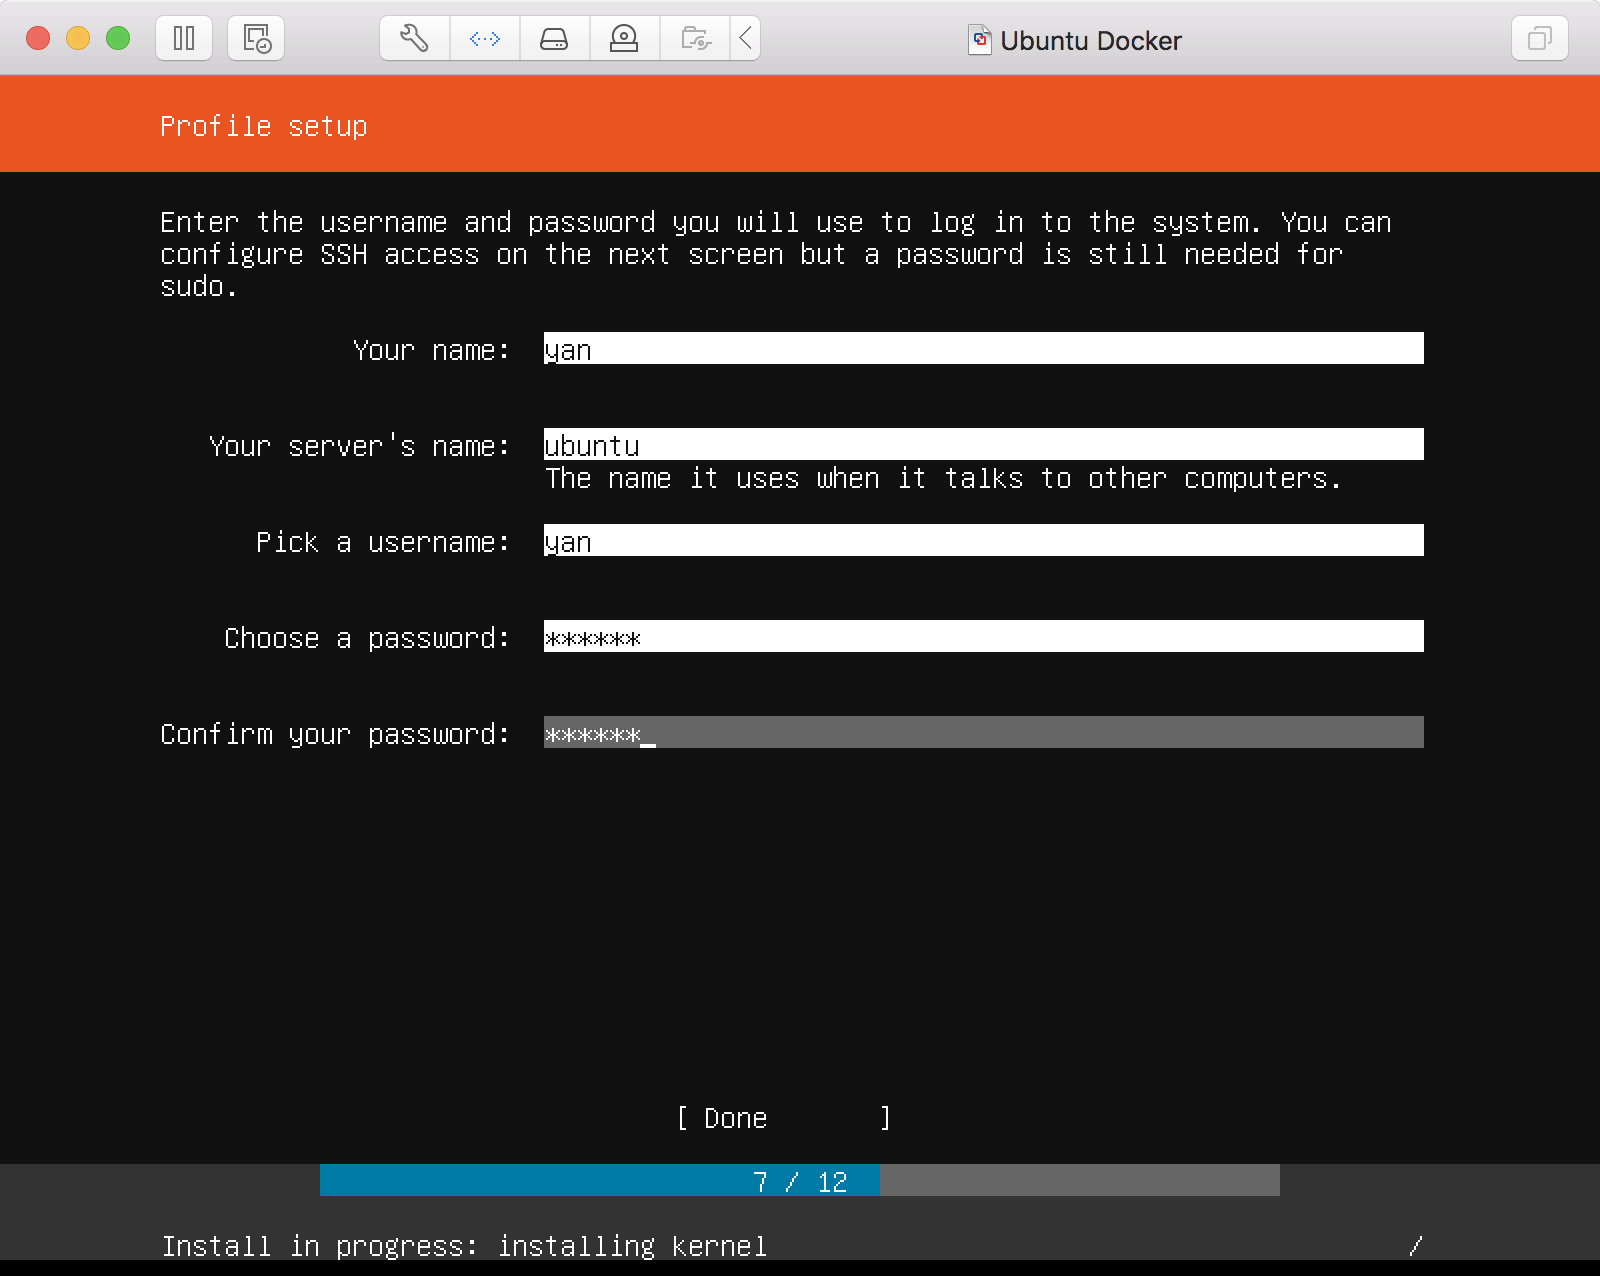 Ubuntu Docker
Profile setup
Enter the username and password you will use to log in to the system. You can
configure SSH access on the next screen but a password is still needed for
sudo.
Your name: yan
Your server's name: ubuntu
The name it uses when it talks to other computers.
Pick a username: yan
Choose a password: ******
Confirm your password: ******_
[ Done ]
7 / 12
Install in progress: installing kernel /